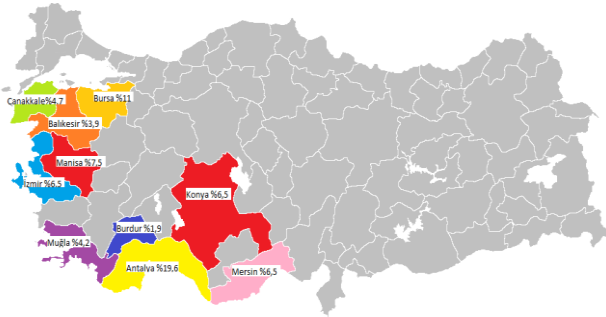 Bursa %11
Çanakkale%4,7
Balıkesir %3,9
Manisa %7,5
İzmir %6,5
Konya %6,5
Burdur %1,9
Muğla %4,2
Antalya %19,6
Mersin %6,5